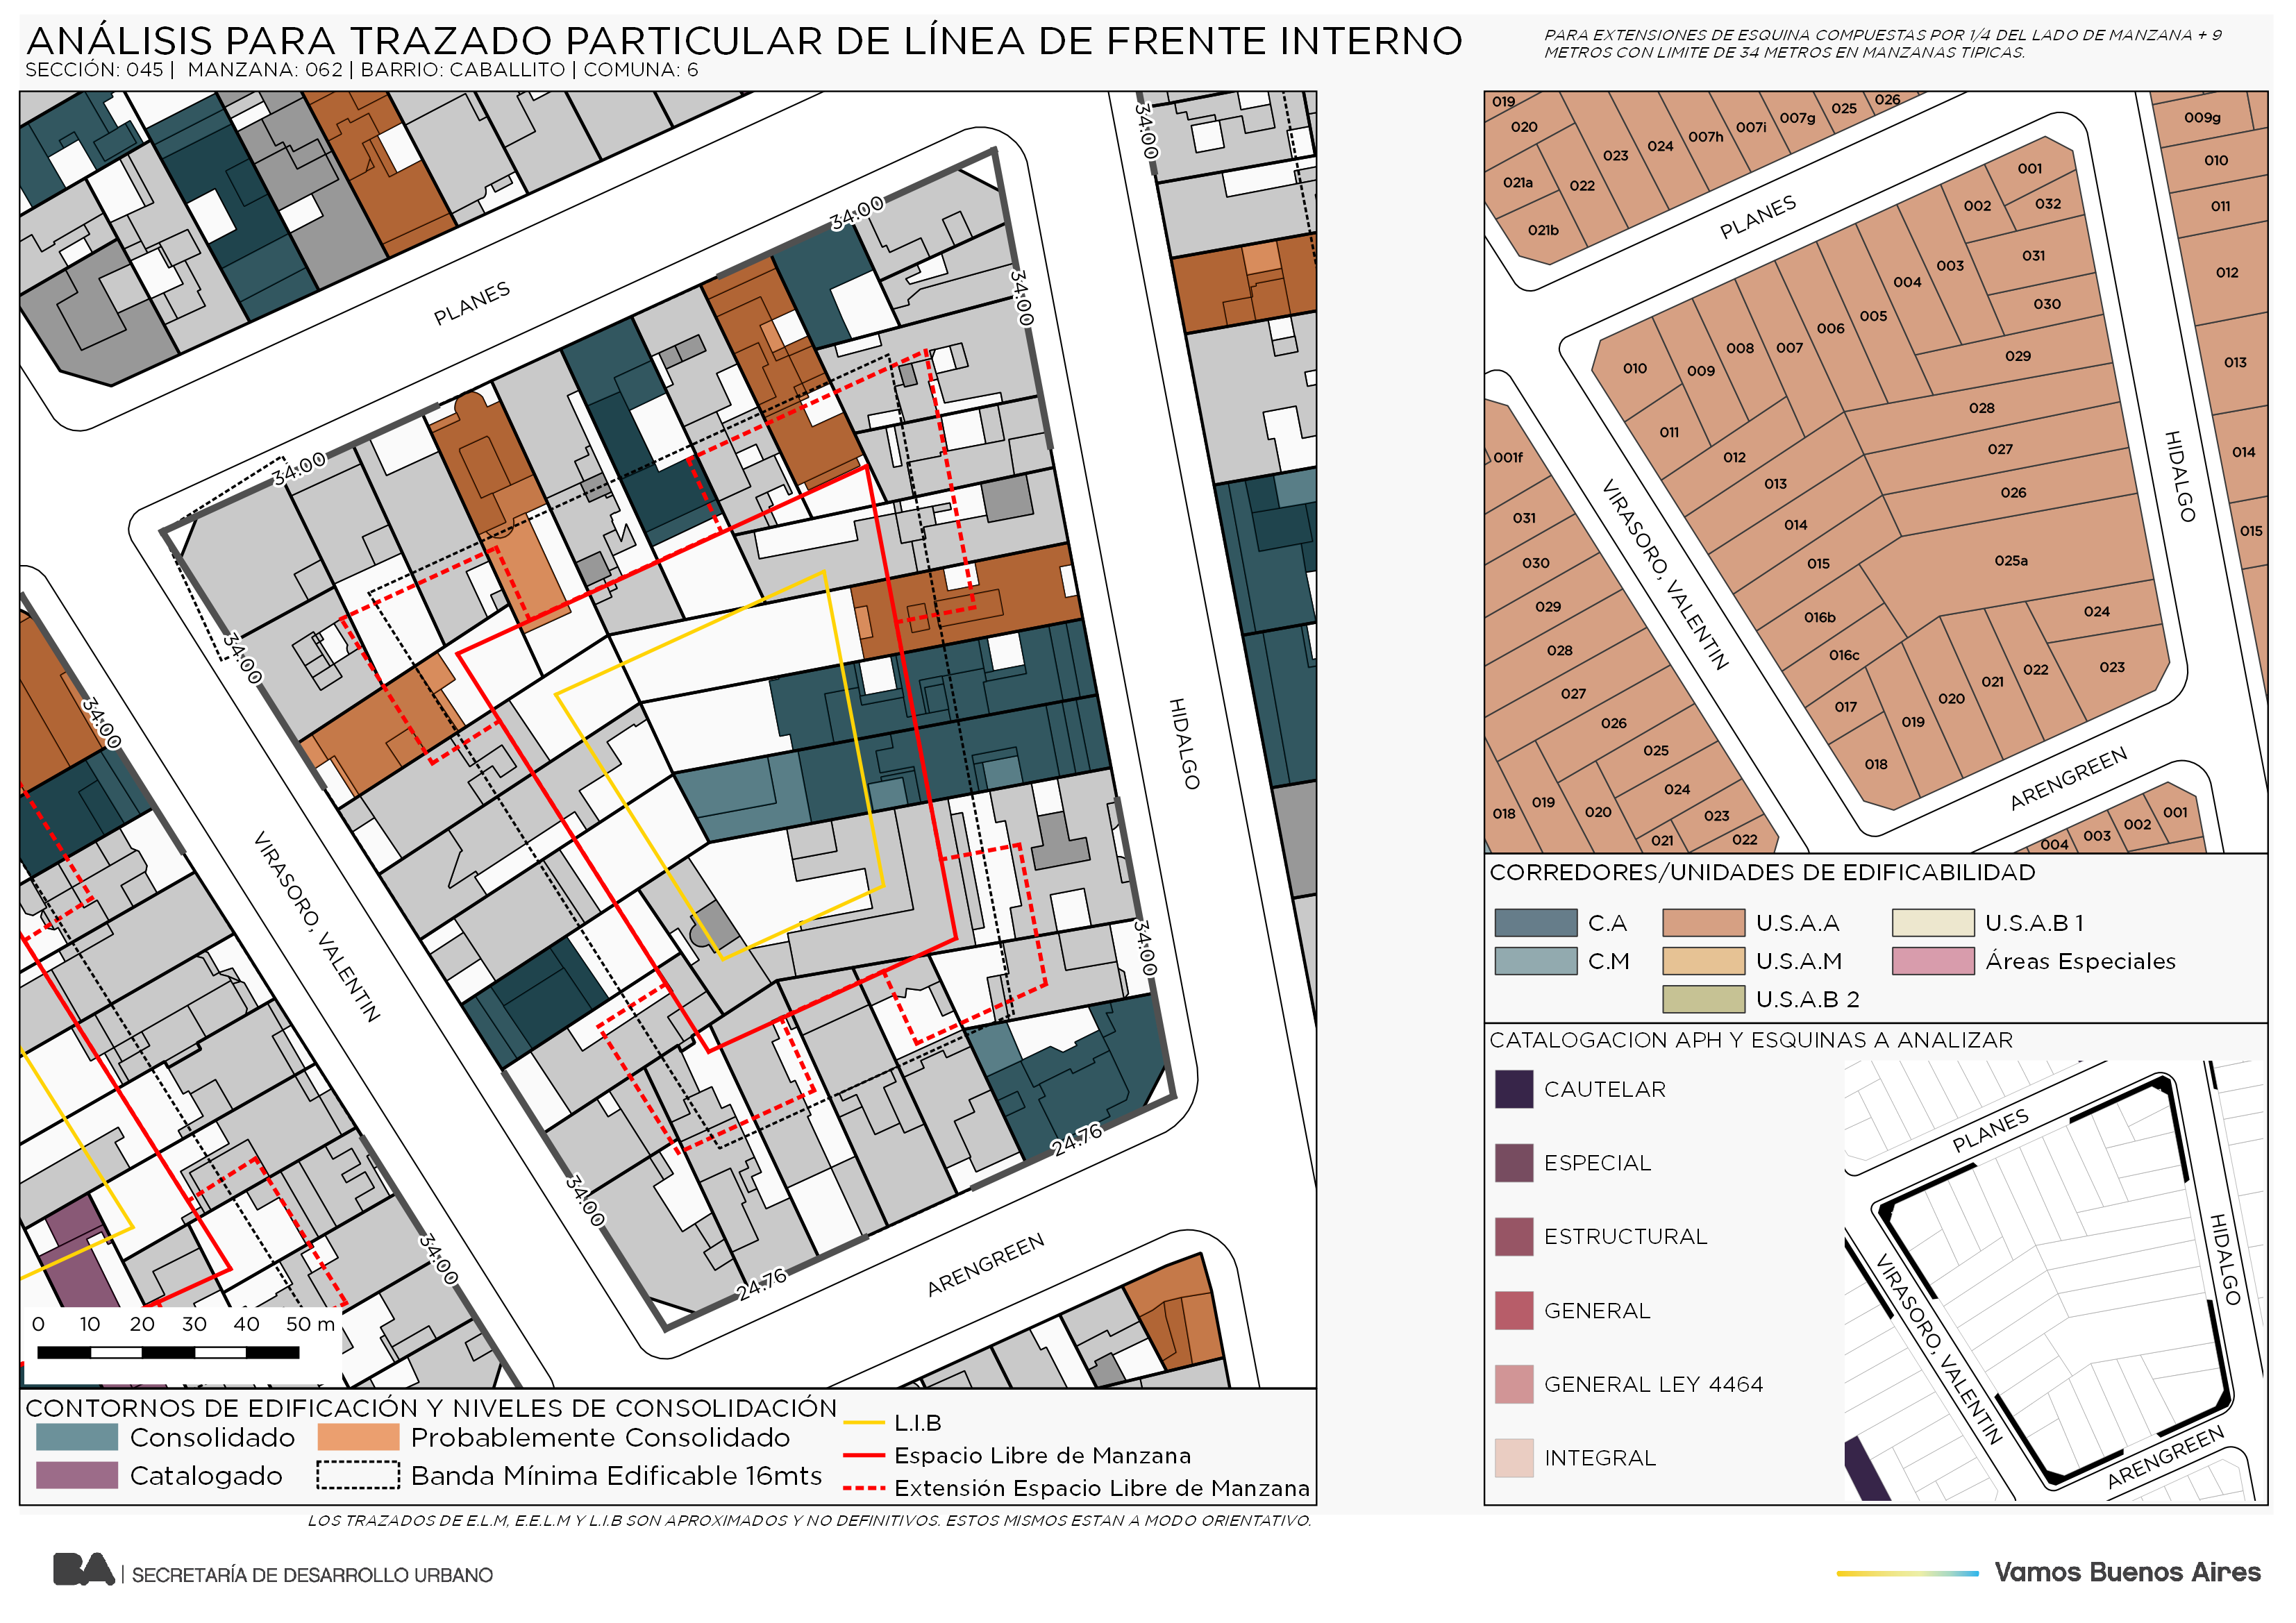 ANÁLISIS PARA TRAZADO PARTICULAR DE LÍNEA DE FRENTE INTERNO
SECCIÓN: 045 | MANZANA: 062 | BARRIO: CABALLITO | COMUNA: 6
PARA EXTENSIONES DE ESQUINA COMPUESTAS POR 1/4 DEL LADO DE MANZANA + 9
METROS CON LIMITE DE 34 METROS EN MANZANAS TIPICAS.
34.00
34.00
PLANES
34.00
34.00
34.00
34.00
HIDALGO
VIRASORO, VALENTIN
34.00
34.00
24.76
34.00
24.76
ARENGREEN
0 10 20 30 40 50 m
CONTORNOS DE EDIFICACIÓN Y NIVELES DE CONSOLIDACIÓN
Consolidado
Probablemente Consolidado
Catalogado
Banda Mínima Edificable 16mts
L.I.B
Espacio Libre de Manzana
Extensión Espacio Libre de Manzana
LOS TRAZADOS DE E.L.M, E.E.L.M Y L.I.B SON APROXIMADOS Y NO DEFINITIVOS. ESTOS MISMOS ESTAN A MODO ORIENTATIVO.
019
020
021a
022
021b
023
024
007h
007i
007g
025
026
009g
010
011
012
013
014
015
PLANES
001
032
002
031
003
030
004
029
005
006
028
007
008
009
010
027
011
012
026
013
014
025a
015
016b
016c
024
023
022
021
020
017
019
018
HIDALGO
VIRASORO, VALENTIN
ARENGREEN
001f
031
030
029
028
027
026
025
024
023
022
021
020
019
018
004
003
002
001
CORREDORES/UNIDADES DE EDIFICABILIDAD
C.A
U.S.A.A
U.S.A.B 1
C.M
U.S.A.M
Áreas Especiales
U.S.A.B 2
CATALOGACION APH Y ESQUINAS A ANALIZAR
CAUTELAR
ESPECIAL
ESTRUCTURAL
GENERAL
GENERAL LEY 4464
INTEGRAL
PLANES
HIDALGO
VIRASORO, VALENTIN
ARENGREEN
BA | SECRETARÍA DE DESARROLLO URBANO
Vamos Buenos Aires